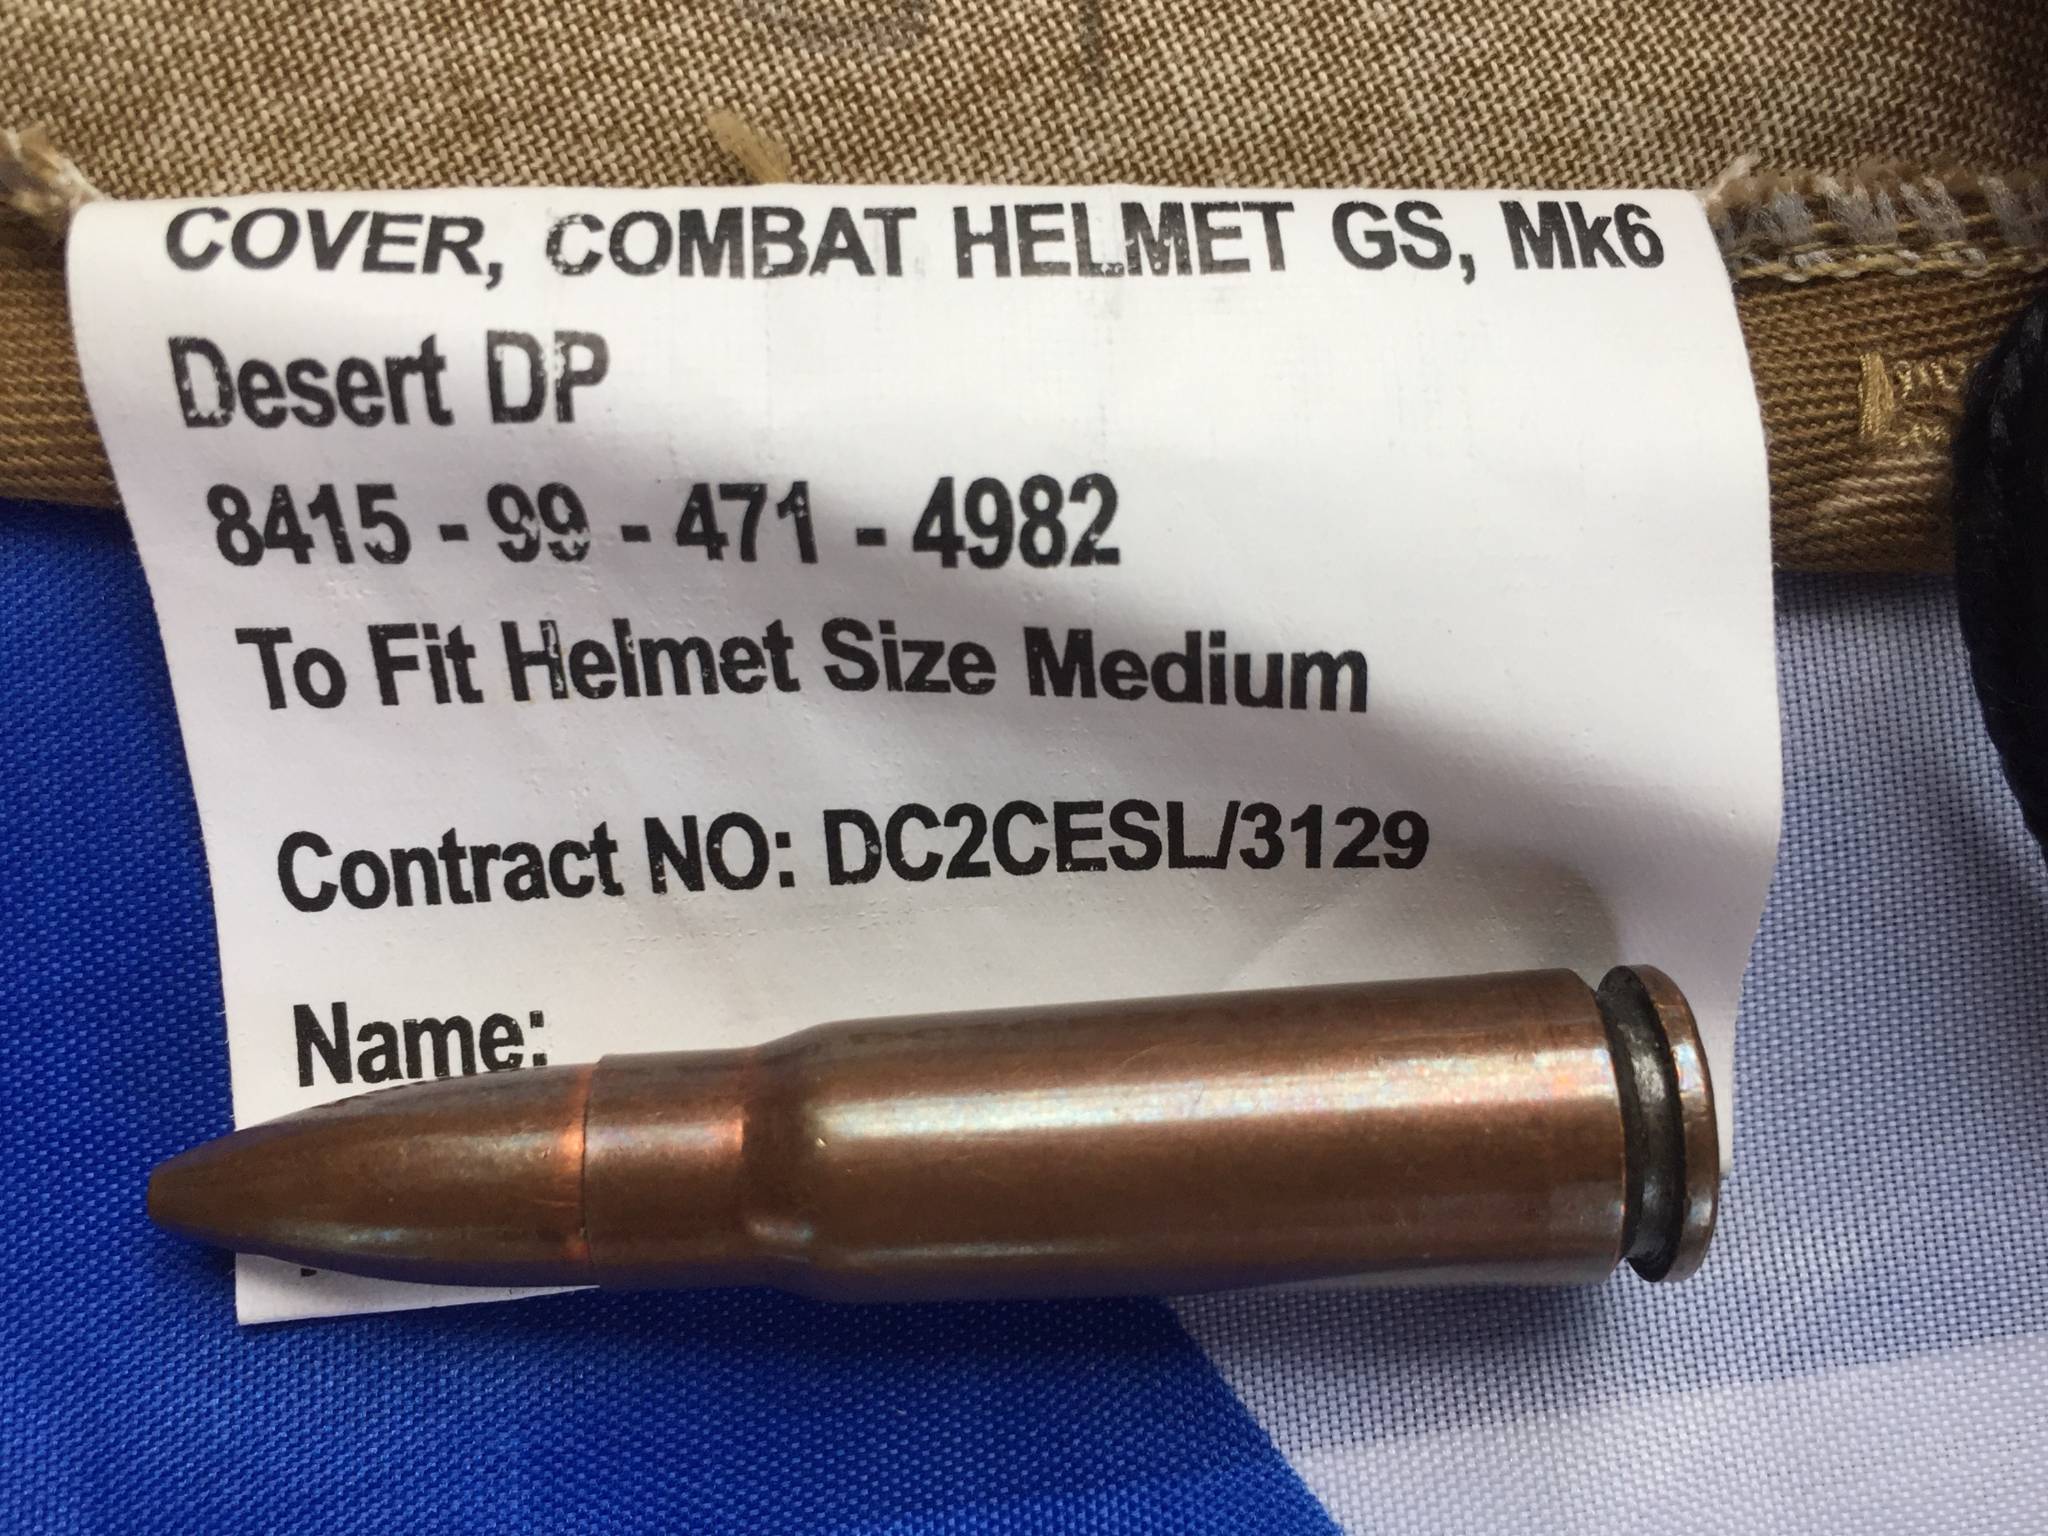 COVER, COMBAT HELMET GS, Mk6
Desert DP
8415 - 99 - 471 - 4982
To Fit Helmet Size Medium
Contract NO: DC2CESL/3129
Name: